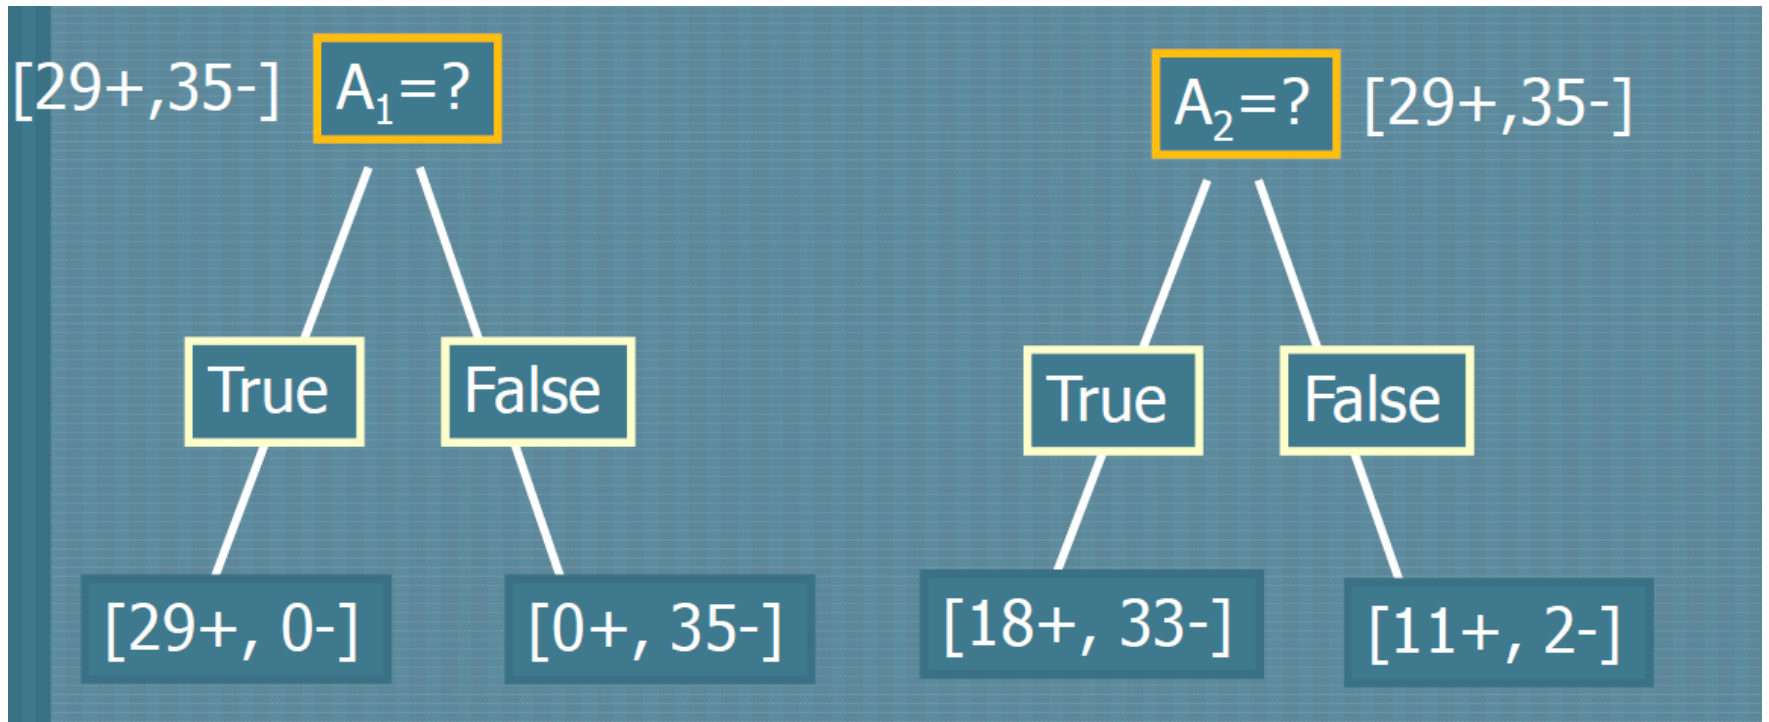 [29+,35-] A₁=?
A₂=? [29+,35-]
True
False
True
False
[29+, 0-]
[0+, 35-]
[18+, 33-]
[11+, 2-]